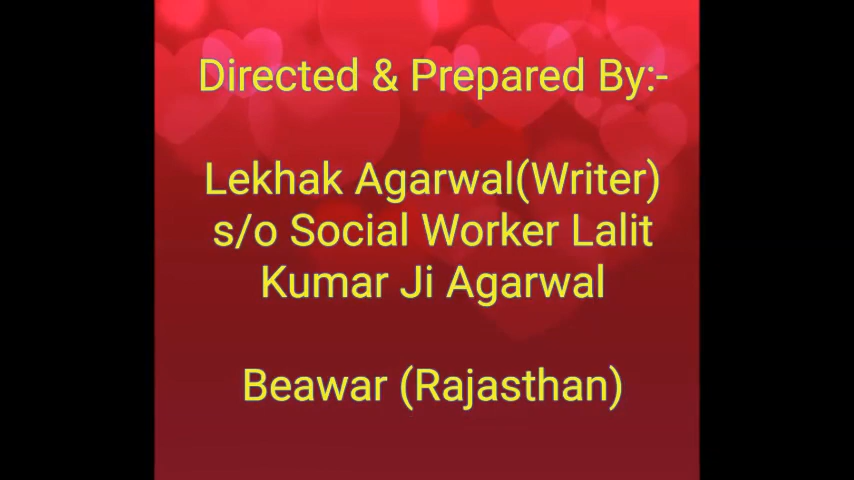 Directed & Prepared By:-
Lekhak Agarwal(Writer)
s/o Social Worker Lalit
Kumar Ji Agarwal
Beawar (Rajasthan)